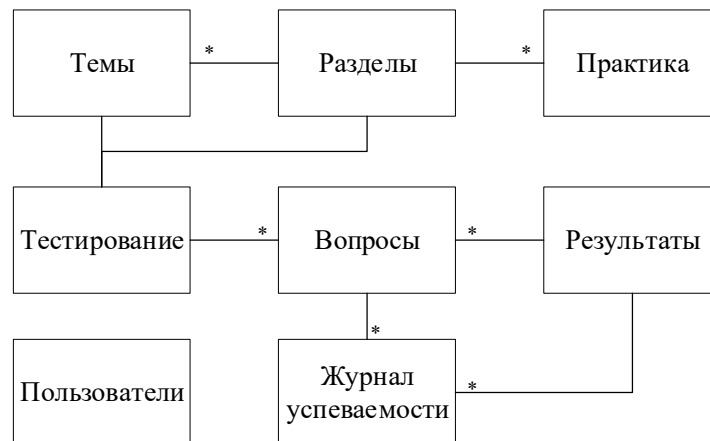 Темы * Разделы * Практика
Тестирование * Вопросы * Результаты
*
Пользователи Журнал успеваемости *